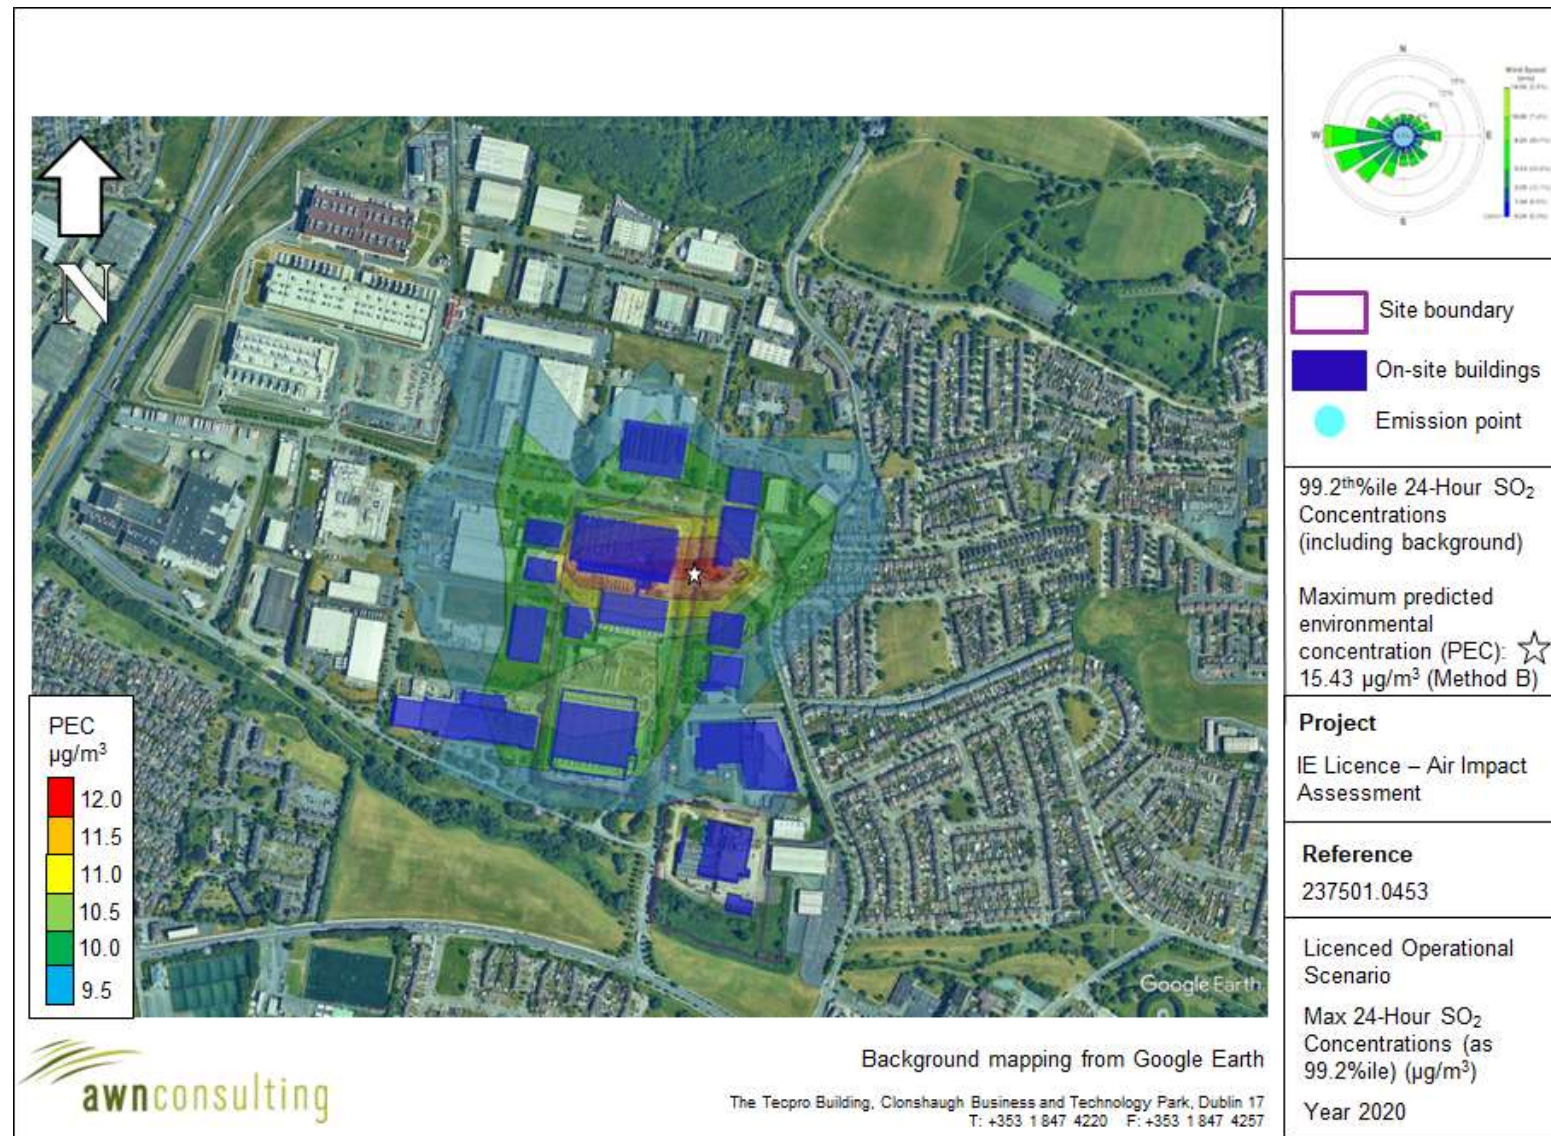 N
W
E
S
N
Site boundary
On-site buildings
Emission point
99.2th%ile 24-Hour SO2
Concentrations
(including background)
Maximum predicted
environmental
concentration (PEC):
15.43 µg/m³ (Method B)
PEC
µg/m³
12.0
11.5
11.0
10.5
10.0
9.5
Project
IE Licence – Air Impact
Assessment
Reference
237501.0453
Licenced Operational
Scenario
Max 24-Hour SO2
Concentrations (as
99.2%ile) (µg/m³)
Year 2020
Google Earth
awnconsulting
Background mapping from Google Earth
The Tecpro Building, Clonshaugh Business and Technology Park, Dublin 17
T: +353 1 847 4220 F: +353 1 847 4257